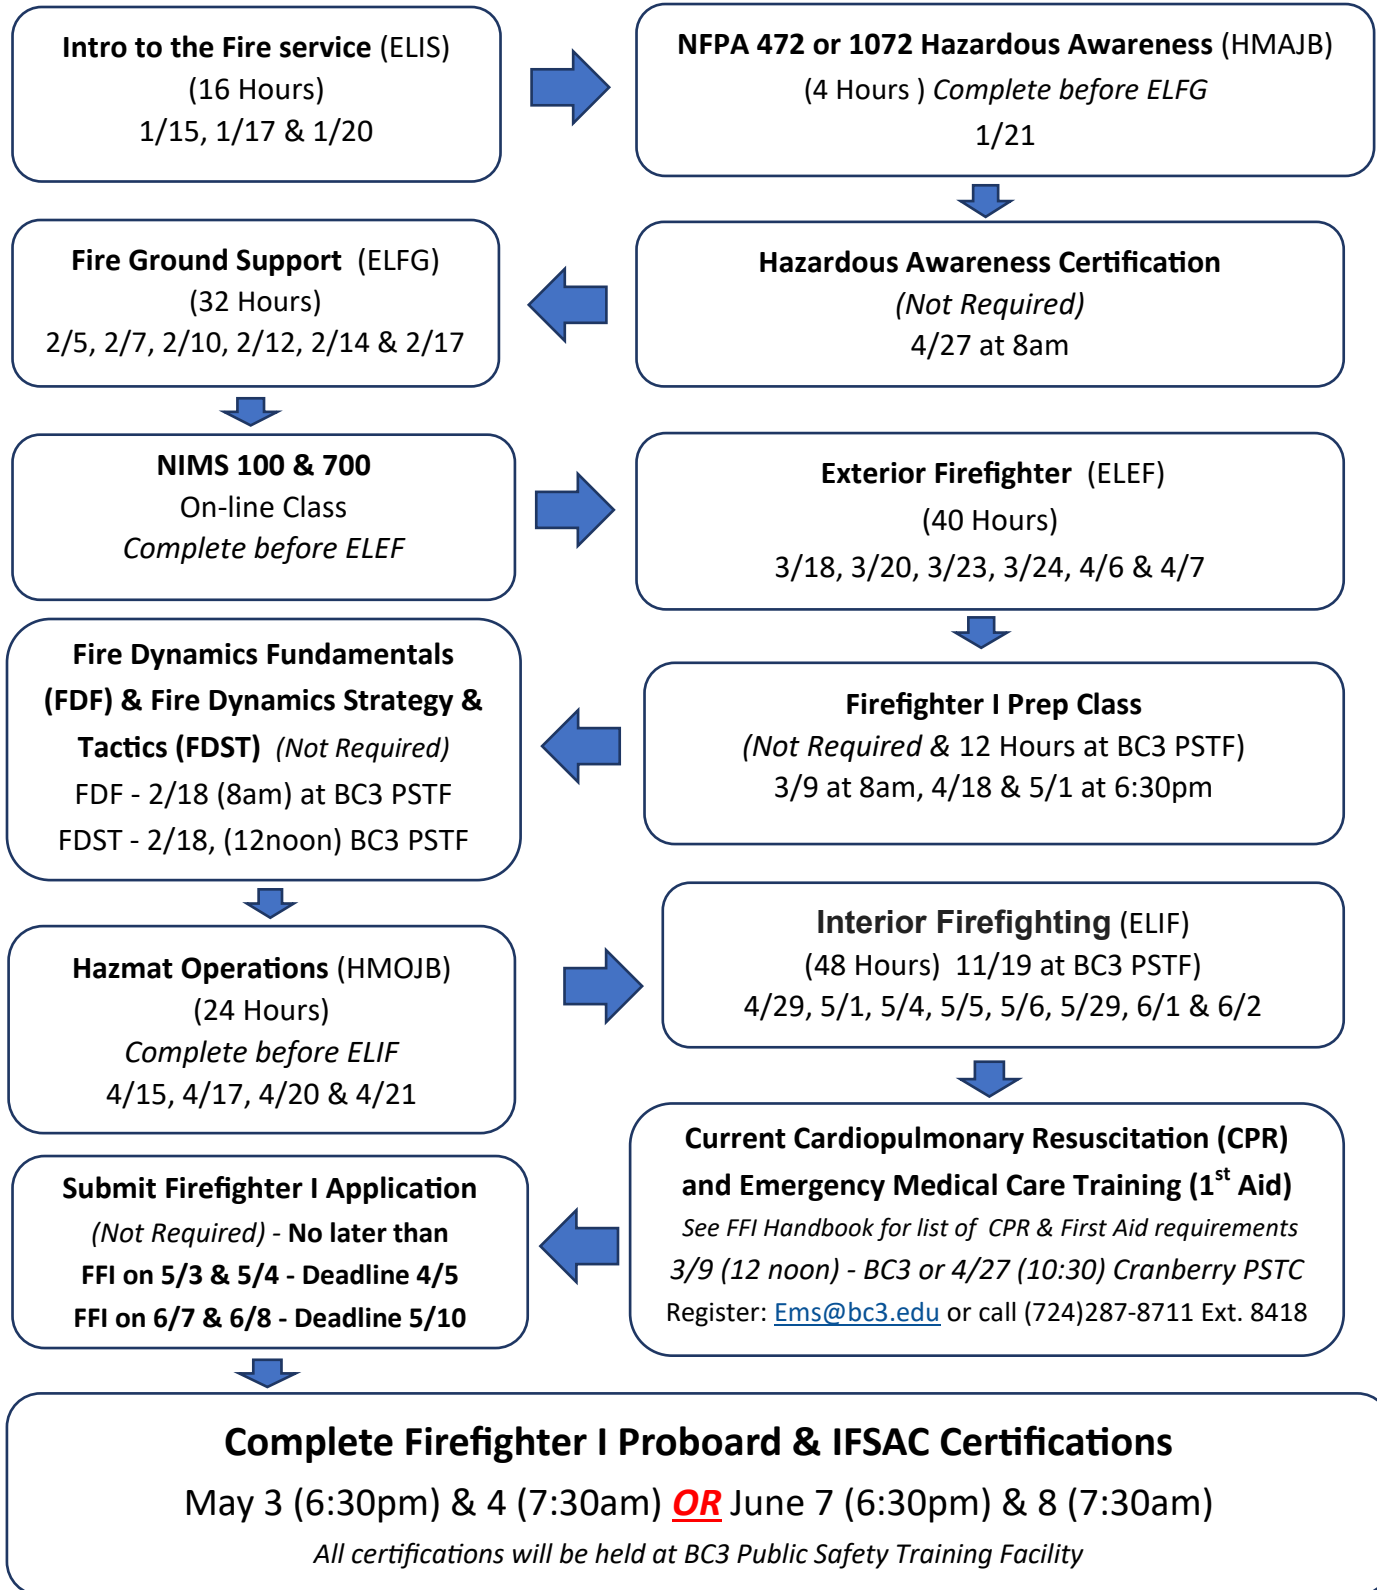 Intro to the Fire service (ELIS)
(16 Hours)
1/15, 1/17 & 1/20
NFPA 472 or 1072 Hazardous Awareness (HMAJB)
(4 Hours ) Complete before ELFG
1/21
Hazardous Awareness Certification
(Not Required)
4/27 at 8am
Fire Ground Support (ELFG)
(32 Hours)
2/5, 2/7, 2/10, 2/12, 2/14 & 2/17
NIMS 100 & 700
On-line Class
Complete before ELEF
Exterior Firefighter (ELEF)
(40 Hours)
3/18, 3/20, 3/23, 3/24, 4/6 & 4/7
Firefighter I Prep Class
(Not Required & 12 Hours at BC3 PSTF)
3/9 at 8am, 4/18 & 5/1 at 6:30pm
Fire Dynamics Fundamentals
(FDF) & Fire Dynamics Strategy &
Tactics (FDST) (Not Required)
FDF - 2/18 (8am) at BC3 PSTF
FDST - 2/18, (12noon) BC3 PSTF
Hazmat Operations (HMOJB)
(24 Hours)
Complete before ELIF
4/15, 4/17, 4/20 & 4/21
Interior Firefighting (ELIF)
(48 Hours) 11/19 at BC3 PSTF)
4/29, 5/1, 5/4, 5/5, 5/6, 5/29, 6/1 & 6/2
Current Cardiopulmonary Resuscitation (CPR)
and Emergency Medical Care Training (1st Aid)
See FFI Handbook for list of CPR & First Aid requirements
3/9 (12 noon) - BC3 or 4/27 (10:30) Cranberry PSTC
Register: Ems@bc3.edu or call (724)287-8711 Ext. 8418
Submit Firefighter I Application
(Not Required) - No later than
FFI on 5/3 & 5/4 - Deadline 4/5
FFI on 6/7 & 6/8 - Deadline 5/10
Complete Firefighter I Proboard & IFSAC Certifications
May 3 (6:30pm) & 4 (7:30am) OR June 7 (6:30pm) & 8 (7:30am)
All certifications will be held at BC3 Public Safety Training Facility